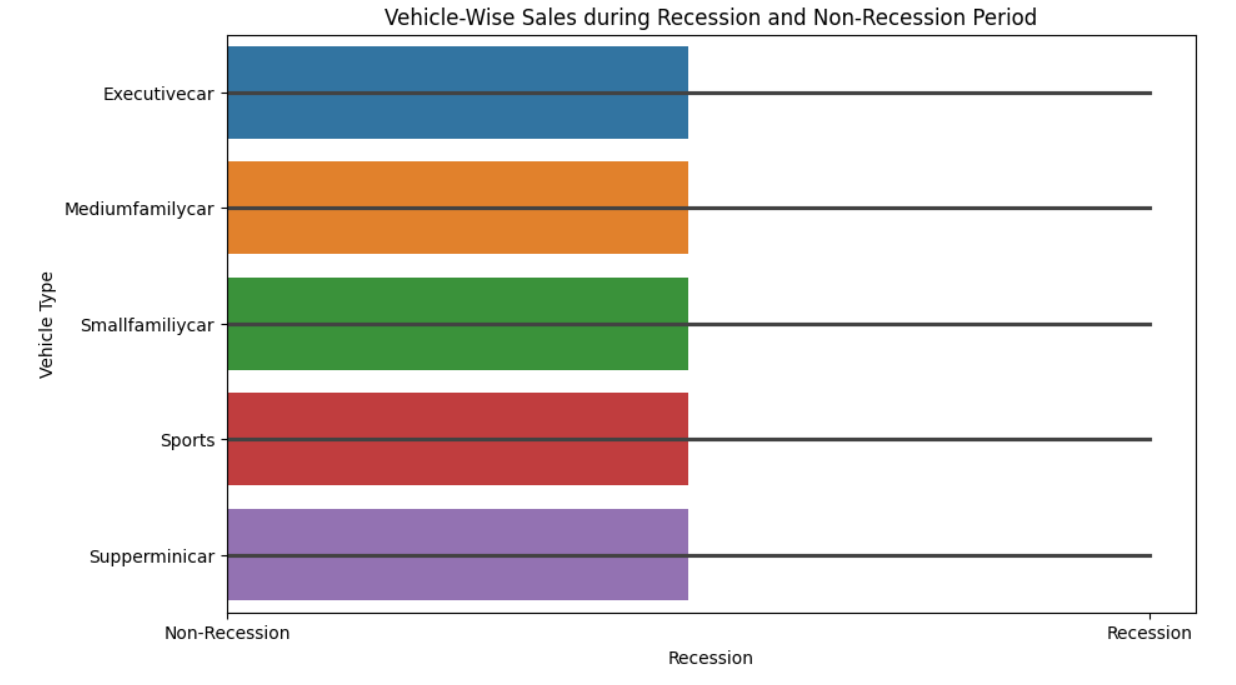 Vehicle-Wise Sales during Recession and Non-Recession Period
Vehicle Type
Executivecar
Mediumfamilycar
Smallfamiliycar
Sports
Supperminicar
Non-Recession
Recession
Recession